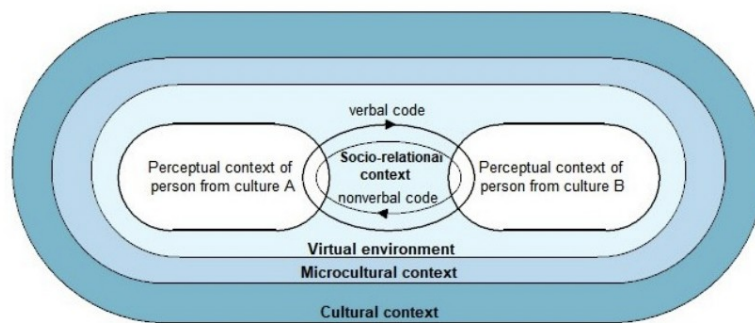 verbal code
Perceptual context of
person from culture A
Socio-relational
context
Perceptual context of
person from culture B
nonverbal code
Virtual environment
Microcultural context
Cultural context